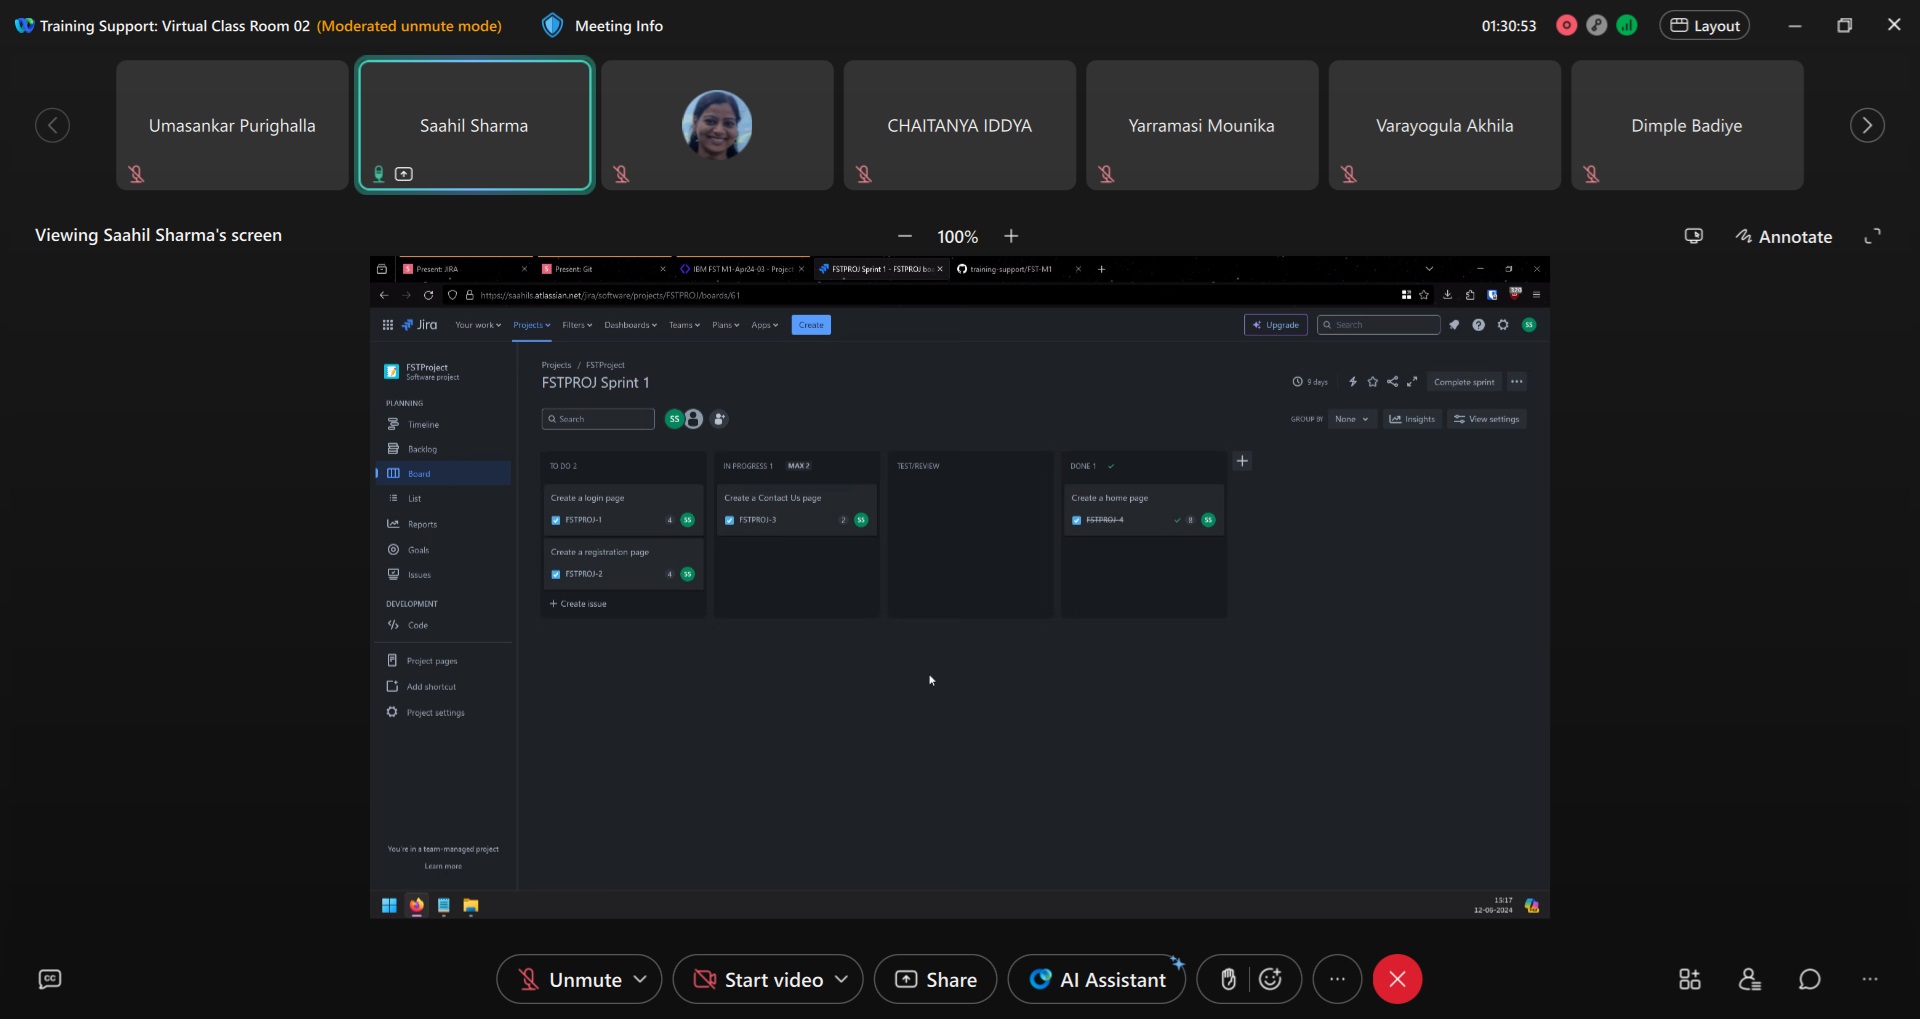 Training Support: Virtual Class Room 02 (Moderated unmute mode) Meeting Info 01:30:53 Layout
Umasankar Purighalla
Saahil Sharma
CHAITANYA IDDYA
Yarramasi Mounika
Varayogula Akhila
Dimple Badiye
Viewing Saahil Sharma's screen 100% Annotate
Present: JIRA
Present: Git
IBM FST M1-Apr24-03 - Project
FSTPROJ Sprint 1 - FSTPROJ boa
training-support/FST-M1
https://saahils.atlassian.net/jira/software/projects/FSTPROJ/boards/61
Jira Your work Projects Filters Dashboards Teams Plans Apps Create Upgrade Search SS
FSTProject
Software project
PLANNING
Timeline
Backlog
Board
List
Reports
Goals
Issues
DEVELOPMENT
Code
Project pages
Add shortcut
Project settings
You're in a team-managed project
Learn more
Projects / FSTProject
FSTPROJ Sprint 1
9 days Complete sprint
Search SS GROUP BY None Insights View settings
TO DO 2
Create a login page
FSTPROJ-1 4 SS
Create a registration page
FSTPROJ-2 4 SS
+ Create issue
IN PROGRESS 1 MAX 2
Create a Contact Us page
FSTPROJ-3 2 SS
TEST/REVIEW
DONE 1
Create a home page
FSTPROJ-4 8 SS
15:17
12-06-2024
CC Unmute Start video Share AI Assistant